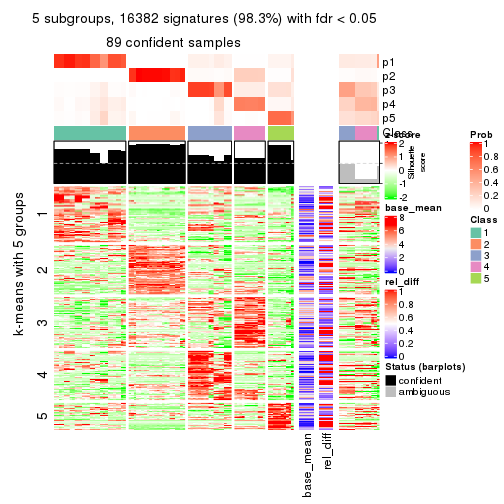 5 subgroups, 16382 signatures (98.3%) with fdr < 0.05
89 confident samples
p1
p2
p3
p4
p5
Class
Silhouette
score
k-means with 5 groups
1
2
3
4
5
base_mean
rel_diff
z-score
2
1
0
-1
-2
base_mean
8
6
4
2
0
rel_diff
1
0.8
0.6
0.4
0.2
0
Status (barplots)
confident
ambiguous
Prob
1
0.8
0.6
0.4
0.2
0
Class
1
2
3
4
5